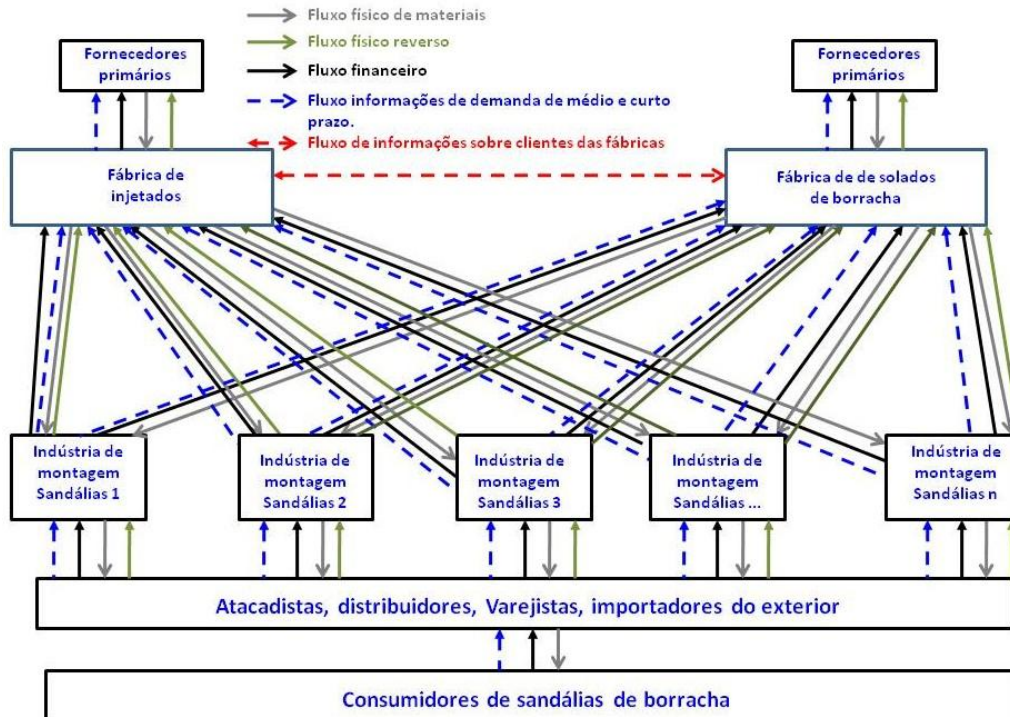 Fluxo físico de materiais
Fluxo físico reverso
Fluxo financeiro
Fluxo informações de demanda de médio e curto
prazo.
Fluxo de informações sobre clientes das fábricas
Fornecedores
primários
Fornecedores
primários
Fábrica de
injetados
Fábrica de de solados
de borracha
Indústria de
montagem
Sandálias 1
Indústria de
montagem
Sandálias 2
Indústria de
montagem
Sandálias 3
Indústria de
montagem
Sandálias ...
Indústria de
montagem
Sandálias n
Atacadistas, distribuidores, Varejistas, importadores do exterior
Consumidores de sandálias de borracha